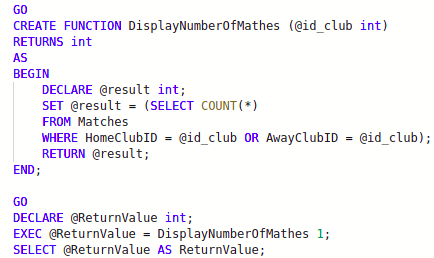 GO
CREATE FUNCTION DisplayNumberOfMathes (@id_club int)
RETURNS int
AS
BEGIN
    DECLARE @result int;
    SET @result = (SELECT COUNT(*)
    FROM Matches
    WHERE HomeClubID = @id_club OR AwayClubID = @id_club);
    RETURN @result;
END;

GO
DECLARE @ReturnValue int;
EXEC @ReturnValue = DisplayNumberOfMathes 1;
SELECT @ReturnValue AS ReturnValue;